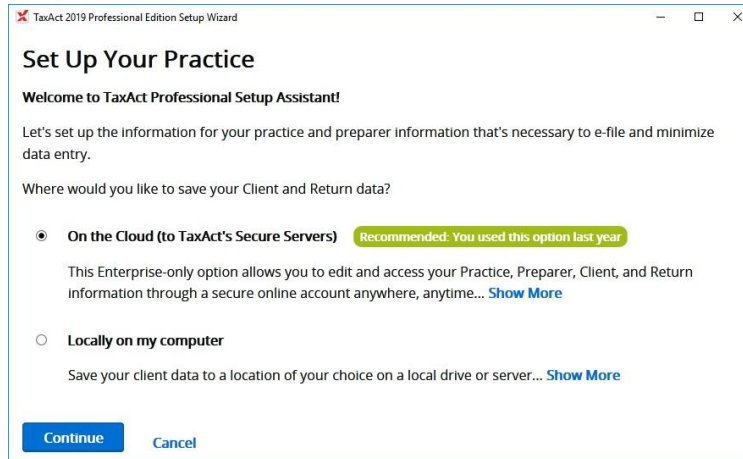 TaxAct 2019 Professional Edition Setup Wizard
Set Up Your Practice
Welcome to TaxAct Professional Setup Assistant!
Let's set up the information for your practice and preparer information that's necessary to e-file and minimize
data entry.
Where would you like to save your Client and Return data?
On the Cloud (to TaxAct's Secure Servers) Recommended: You used this option last year
This Enterprise-only option allows you to edit and access your Practice, Preparer, Client, and Return
information through a secure online account anywhere, anytime... Show More
Locally on my computer
Save your client data to a location of your choice on a local drive or server... Show More
Continue Cancel